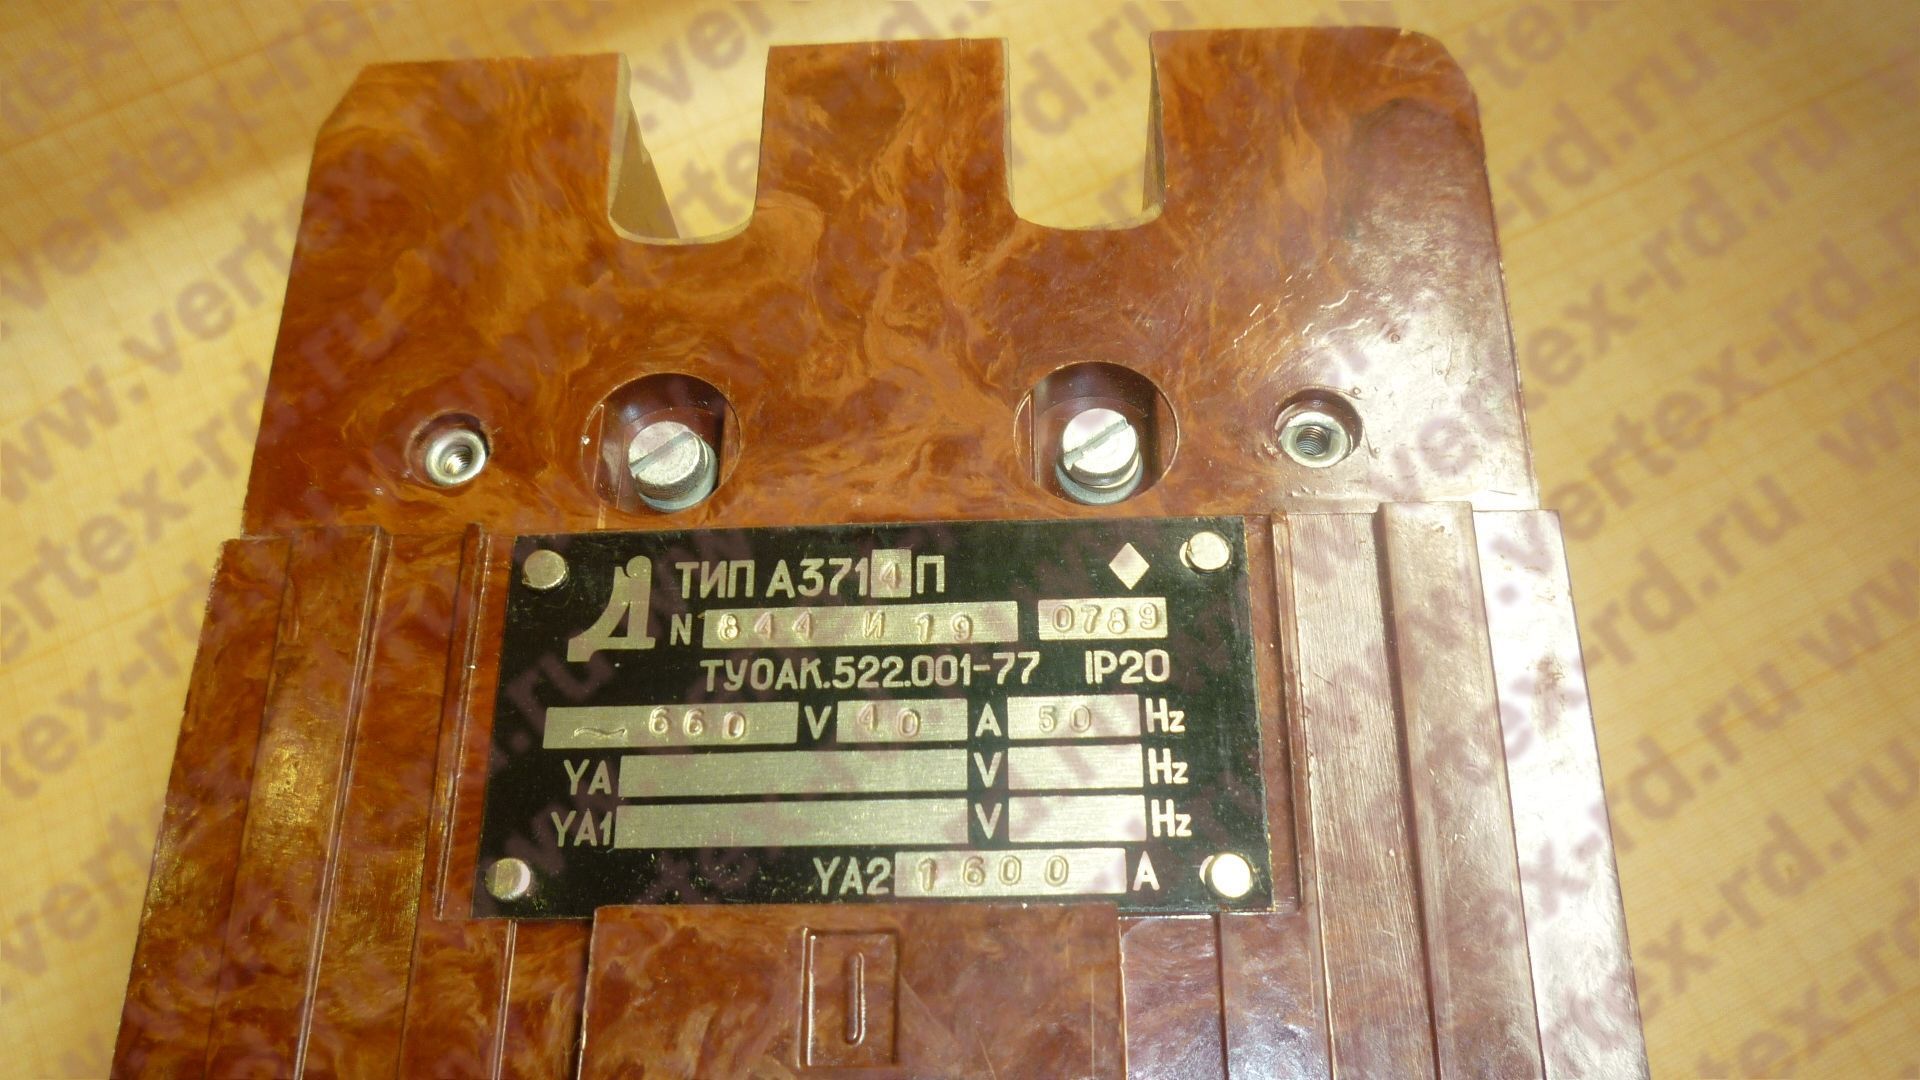 ТИП А3714П
N 844 И 19 0789
ТУОАК.522.001-77 IP20
~ 660 V 40 A 50 Hz
YA V Hz
YA1 V Hz
YA2 1600 A
www.vertex-rd.ru